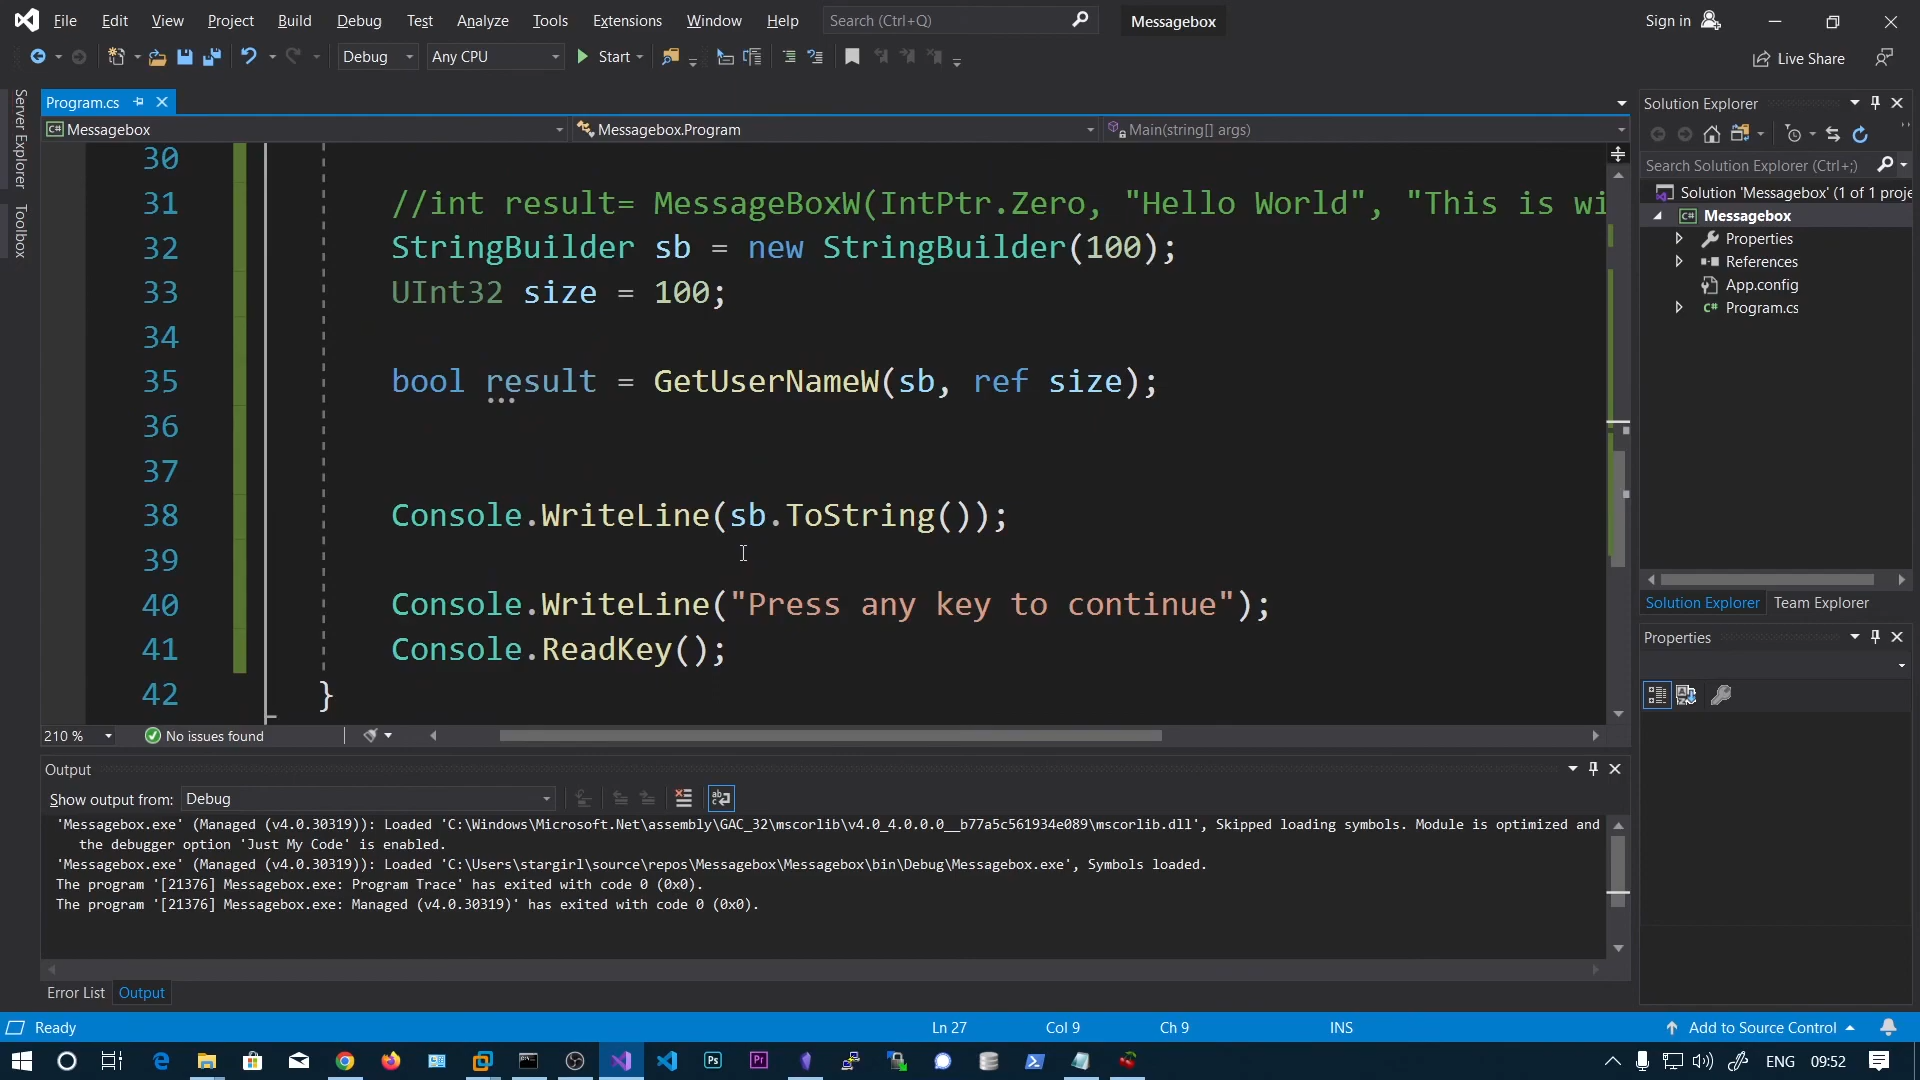 File Edit View Project Build Debug Test Analyze Tools Extensions Window Help Search (Ctrl+Q) Messagebox Sign in
Debug Any CPU Start Live Share
Server Explorer
Toolbox
Program.cs
Messagebox Messagebox.Program Main(string[] args)
30
31 //int result= MessageBoxW(IntPtr.Zero, "Hello World", "This is wi
32 StringBuilder sb = new StringBuilder(100);
33 UInt32 size = 100;
34
35 bool result = GetUserNameW(sb, ref size);
36
37
38 Console.WriteLine(sb.ToString());
39
40 Console.WriteLine("Press any key to continue");
41 Console.ReadKey();
42 }
210 % No issues found
Solution Explorer
Search Solution Explorer (Ctrl+;)
Solution 'Messagebox' (1 of 1 proje
C# Messagebox
Properties
References
App.config
C# Program.cs
Solution Explorer Team Explorer
Properties
Output
Show output from: Debug
'Messagebox.exe' (Managed (v4.0.30319)): Loaded 'C:\Windows\Microsoft.Net\assembly\GAC_32\mscorlib\v4.0_4.0.0.0__b77a5c561934e089\mscorlib.dll', Skipped loading symbols. Module is optimized and
the debugger option 'Just My Code' is enabled.
'Messagebox.exe' (Managed (v4.0.30319)): Loaded 'C:\Users\stargirl\source\repos\Messagebox\Messagebox\bin\Debug\Messagebox.exe', Symbols loaded.
The program '[21376] Messagebox.exe: Program Trace' has exited with code 0 (0x0).
The program '[21376] Messagebox.exe: Managed (v4.0.30319)' has exited with code 0 (0x0).
Error List Output
Ready Ln 27 Col 9 Ch 9 INS Add to Source Control
Ps Pr ENG 09:52